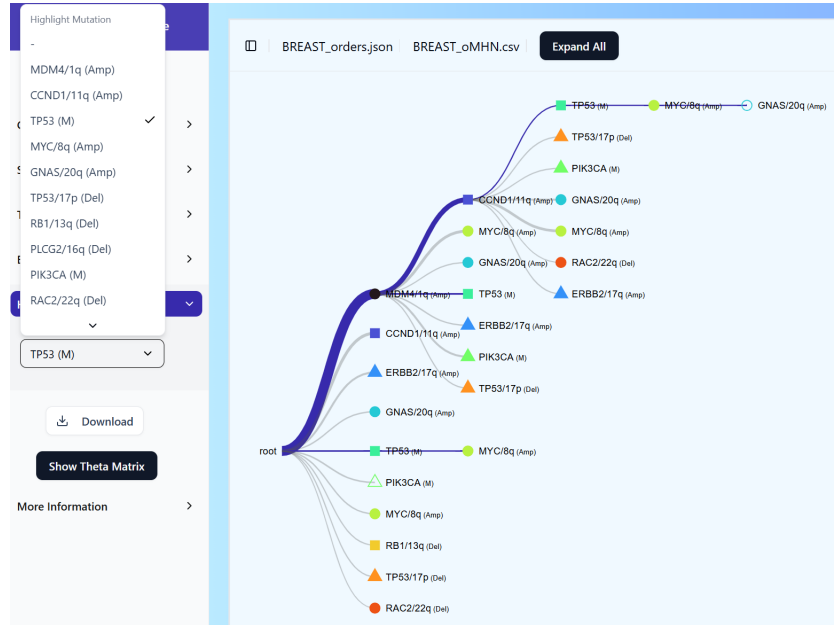 Highlight Mutation
-
MDM4/1q (Amp)
CCND1/11q (Amp)
TP53 (M)
MYC/8q (Amp)
GNAS/20q (Amp)
TP53/17p (Del)
RB1/13q (Del)
PLCG2/16q (Del)
PIK3CA (M)
RAC2/22q (Del)
TP53 (M)
Download
Show Theta Matrix
More Information
BREAST_orders.json BREAST_oMHN.csv Expand All
TP53 (M) MYC/8q (Amp) GNAS/20q (Amp)
TP53/17p (Del)
PIK3CA (M)
CCND1/11q (Amp) GNAS/20q (Amp)
MYC/8q (Amp) MYC/8q (Amp)
GNAS/20q (Amp) RAC2/22q (Del)
MDM4/1q (Amp) TP53 (M) ERBB2/17q (Amp)
ERBB2/17q (Amp)
CCND1/11q (Amp)
PIK3CA (M)
ERBB2/17q (Amp)
TP53/17p (Del)
GNAS/20q (Amp)
root TP53 (M) MYC/8q (Amp)
PIK3CA (M)
MYC/8q (Amp)
RB1/13q (Del)
TP53/17p (Del)
RAC2/22q (Del)